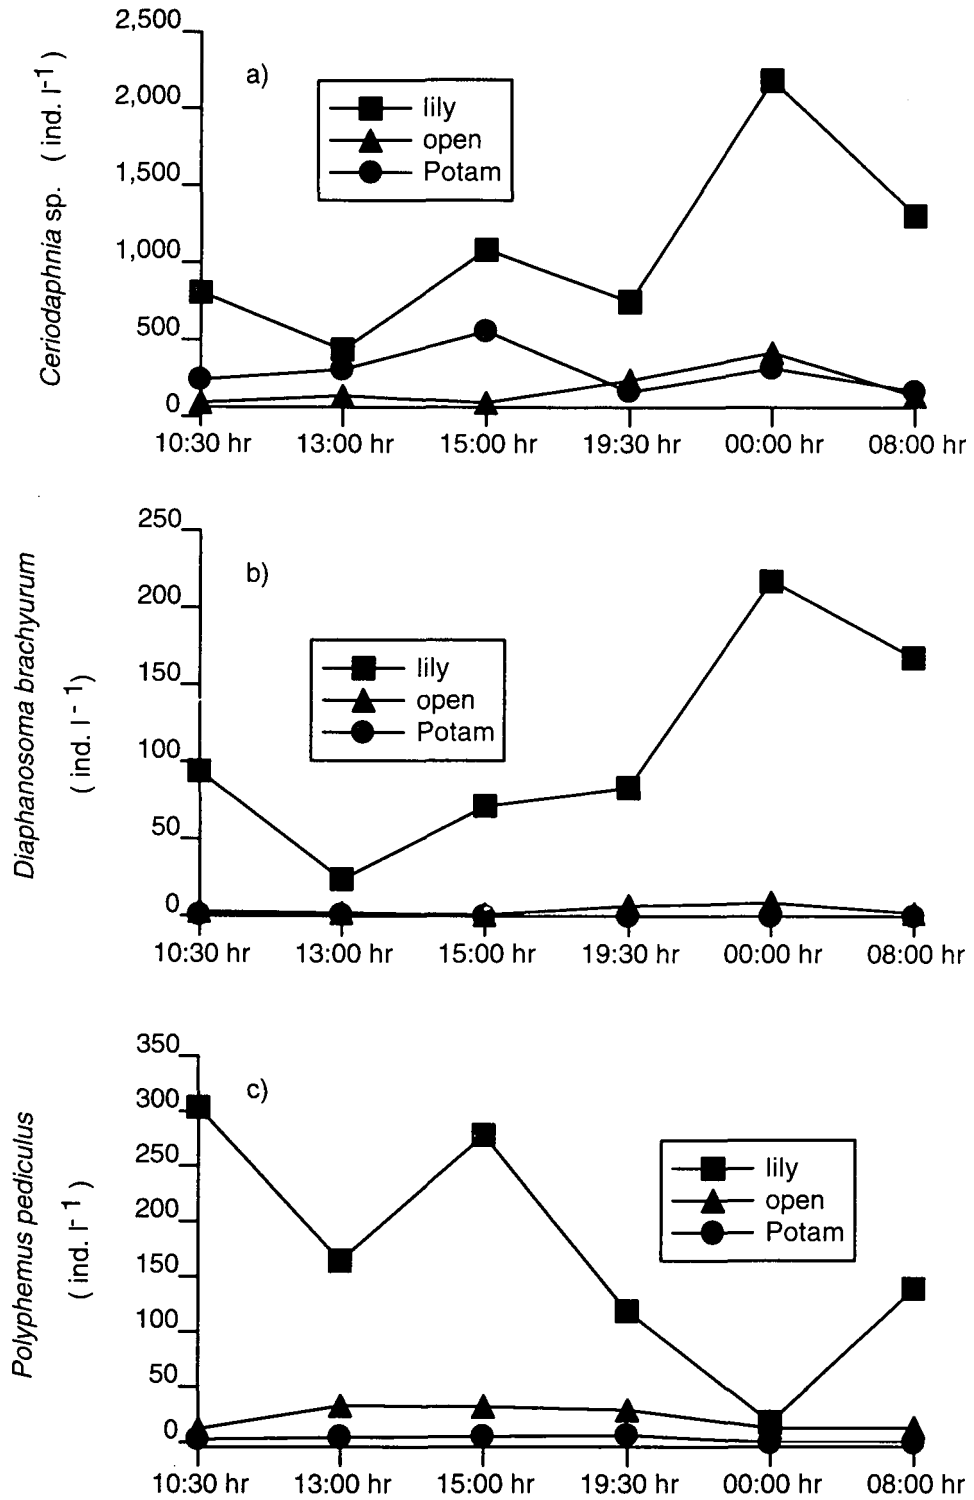 2,500
2,000
1,500
1,000
500
0
Ceriodaphnia sp. ( ind. l-1 )
a)
lily
open
Potam
10:30 hr 13:00 hr 15:00 hr 19:30 hr 00:00 hr 08:00 hr
250
200
150
100
50
0
Diaphanosoma brachyurum
( ind. l - 1 )
b)
lily
open
Potam
10:30 hr 13:00 hr 15:00 hr 19:30 hr 00:00 hr 08:00 hr
350
300
250
200
150
100
50
0
Polyphemus pediculus
( ind. l- 1 )
c)
lily
open
Potam
10:30 hr 13:00 hr 15:00 hr 19:30 hr 00:00 hr 08:00 hr